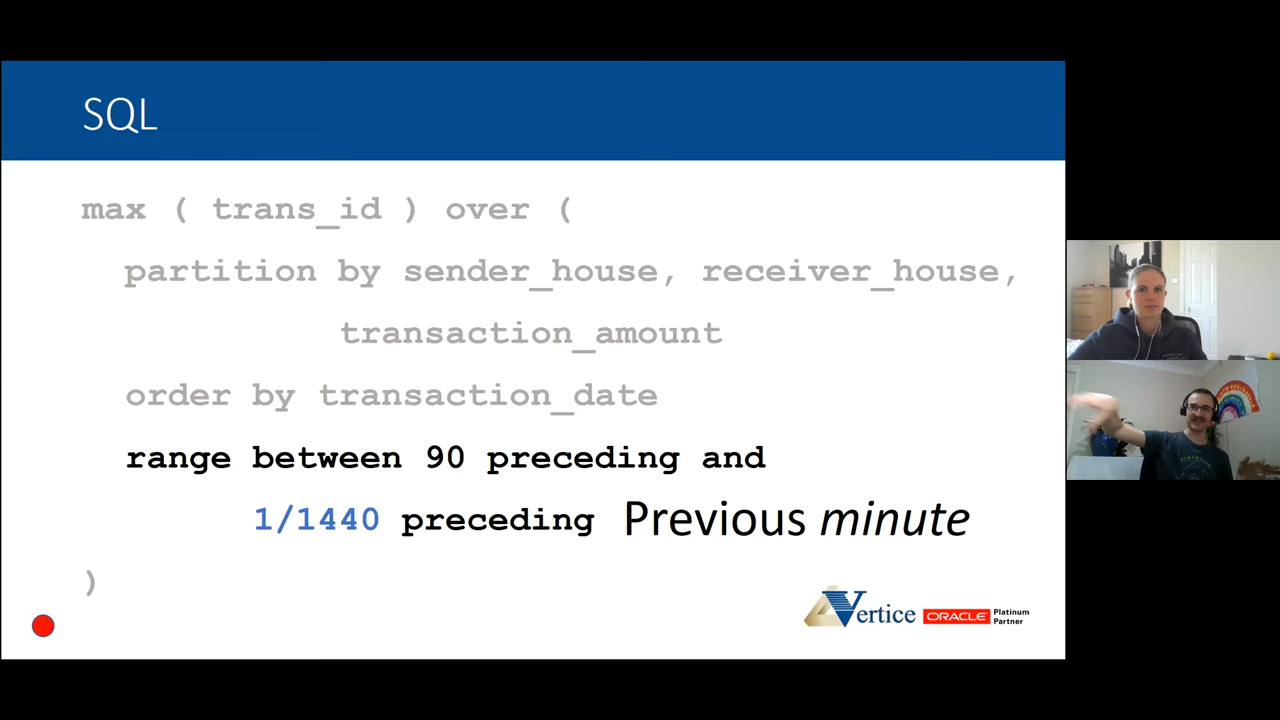 SQL
max ( trans_id ) over (
partition by sender_house, receiver_house,
transaction_amount
order by transaction_date
range between 90 preceding and
1/1440 preceding Previous minute
)
Vertice ORACLE Platinum
Partner